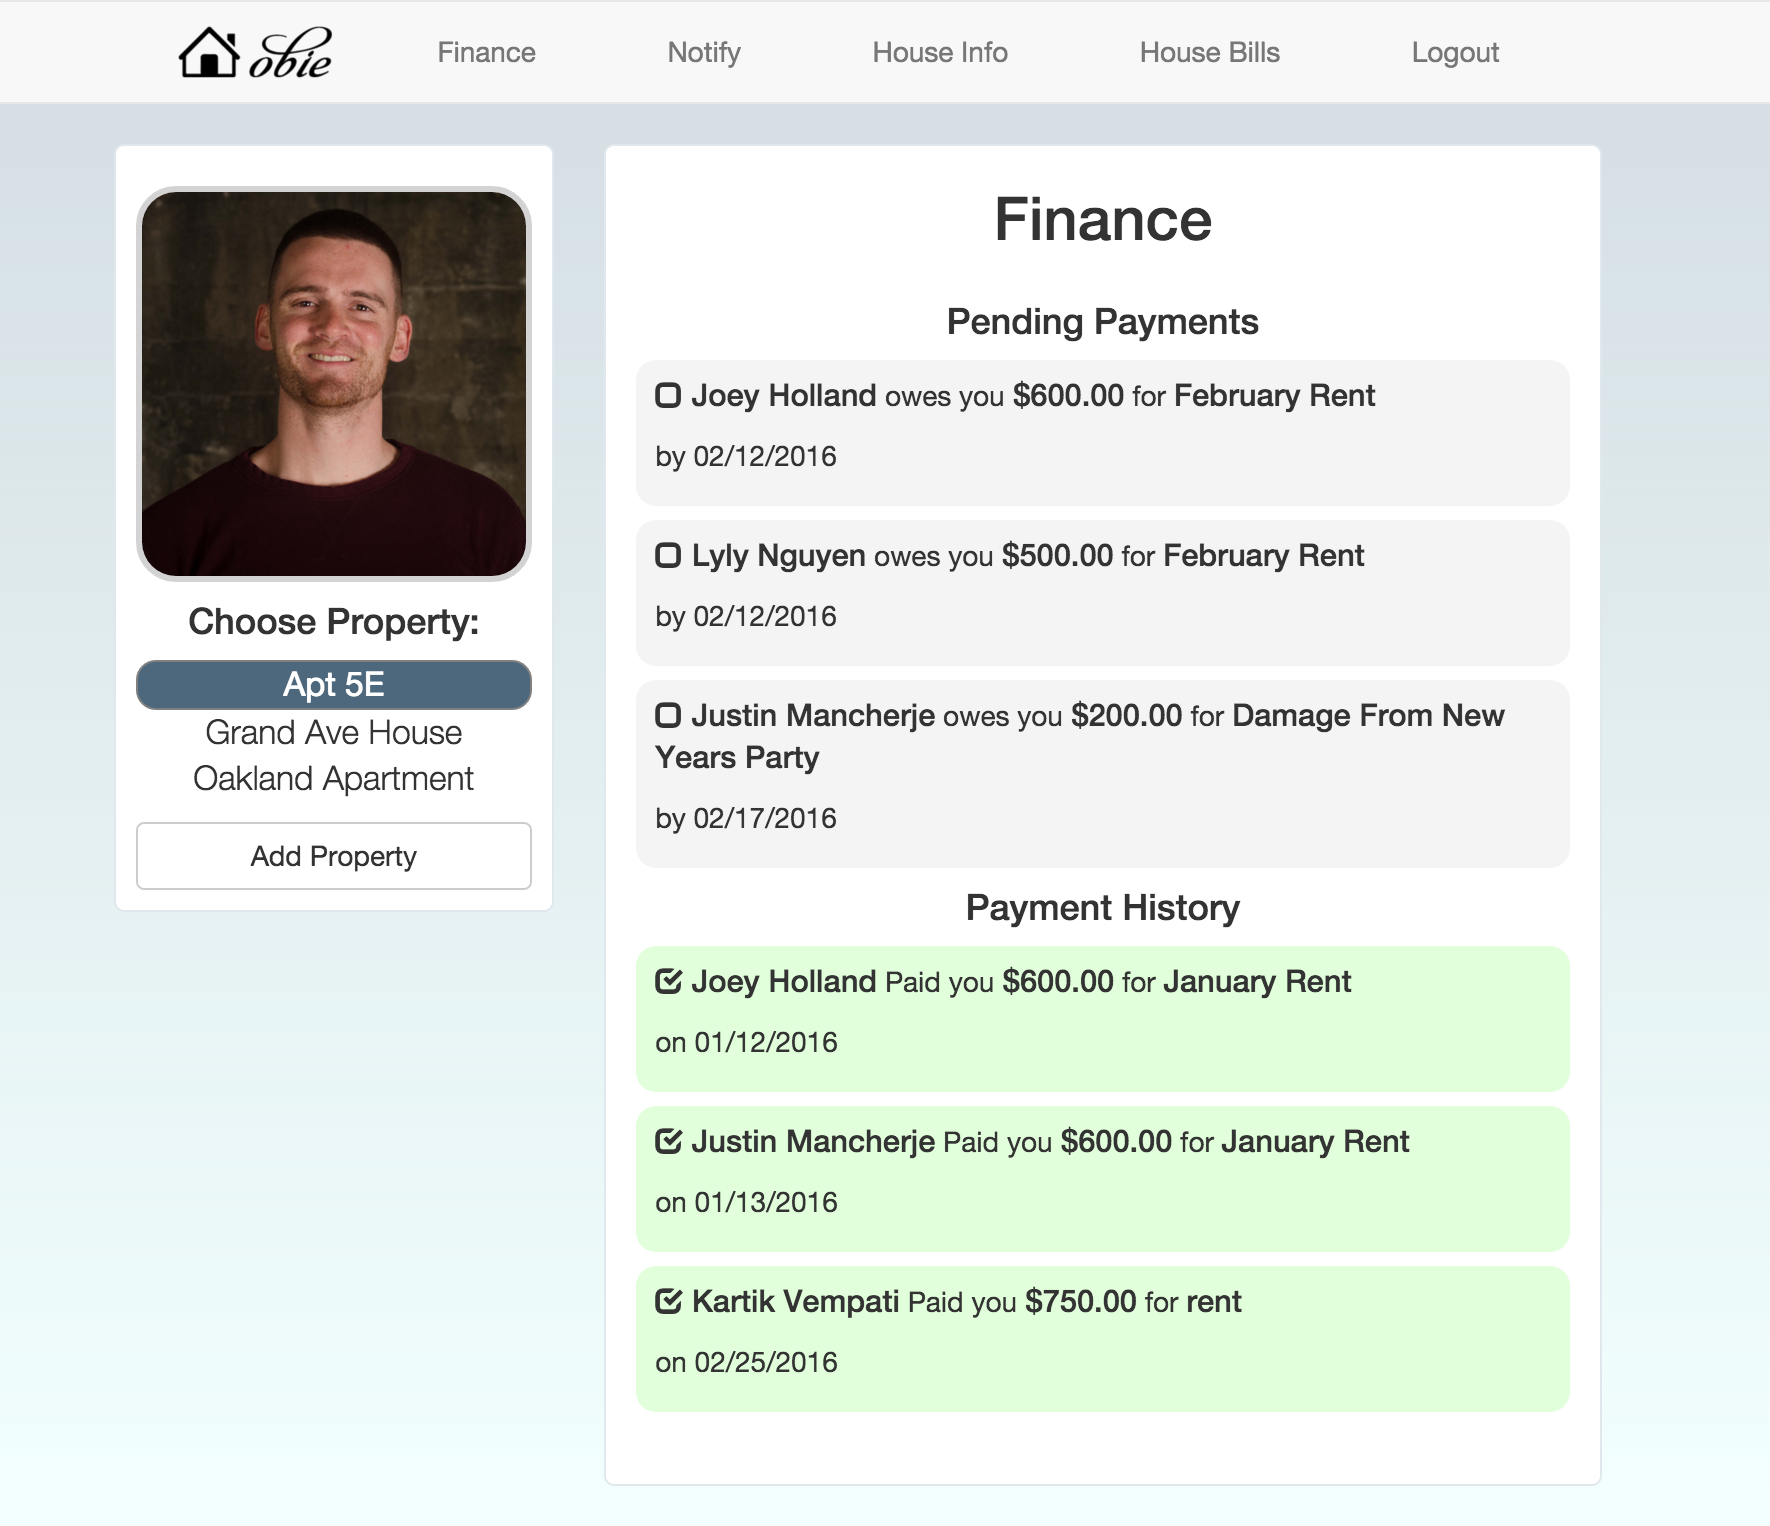 obie
Finance
Notify
House Info
House Bills
Logout
Choose Property:
Apt 5E
Grand Ave House
Oakland Apartment
Add Property
Finance
Pending Payments
Joey Holland owes you $600.00 for February Rent
by 02/12/2016
Lyly Nguyen owes you $500.00 for February Rent
by 02/12/2016
Justin Mancherje owes you $200.00 for Damage From New
Years Party
by 02/17/2016
Payment History
Joey Holland Paid you $600.00 for January Rent
on 01/12/2016
Justin Mancherje Paid you $600.00 for January Rent
on 01/13/2016
Kartik Vempati Paid you $750.00 for rent
on 02/25/2016